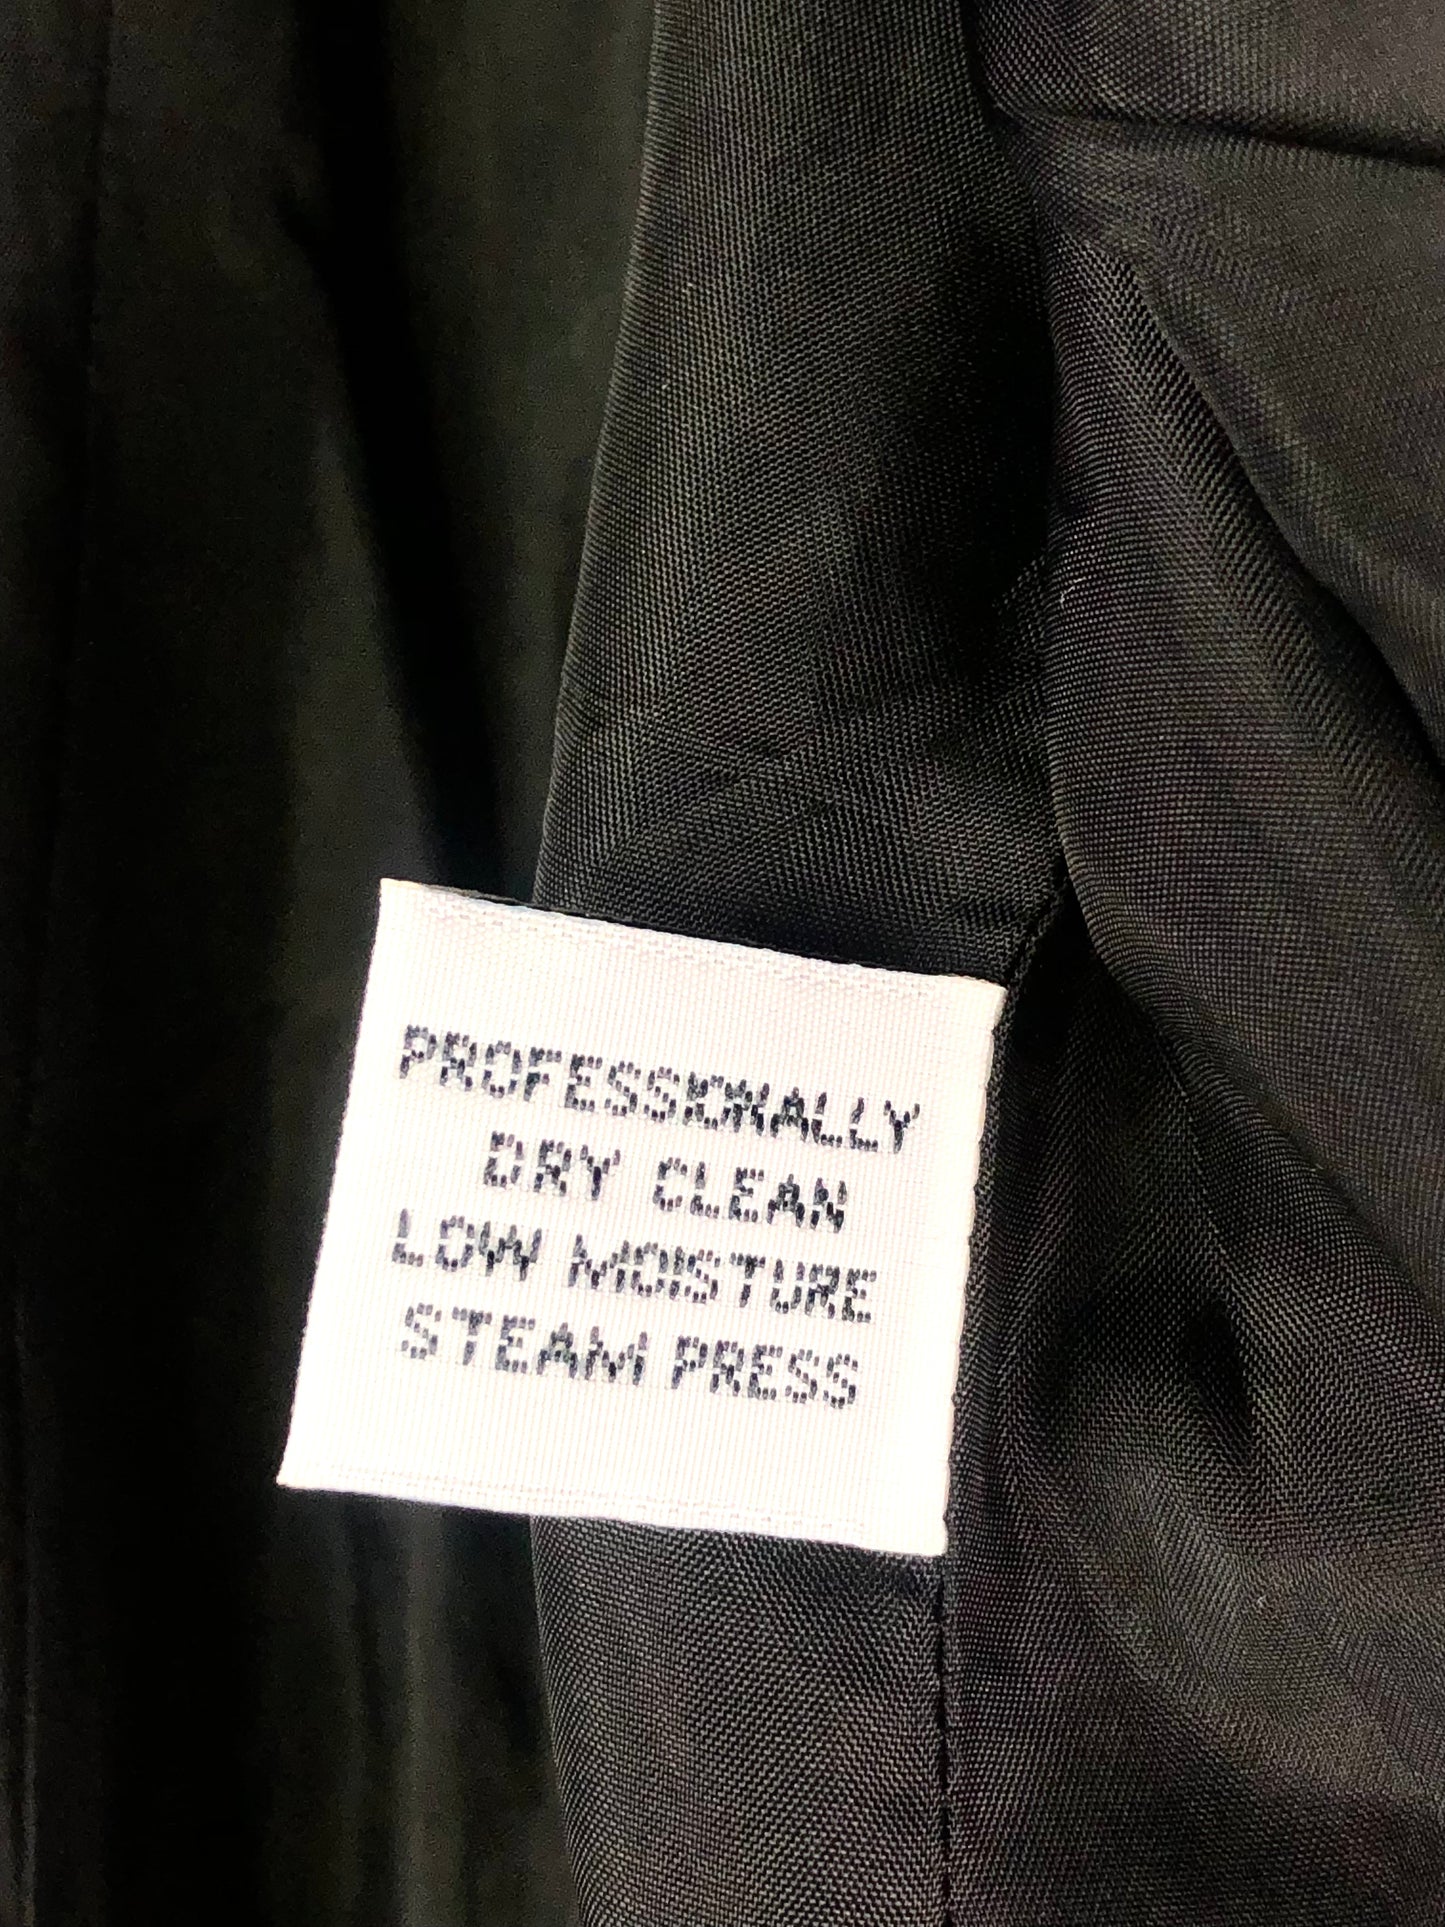 PROFESSIONALLY
DRY CLEAN
LOW MOISTURE
STEAM PRESS